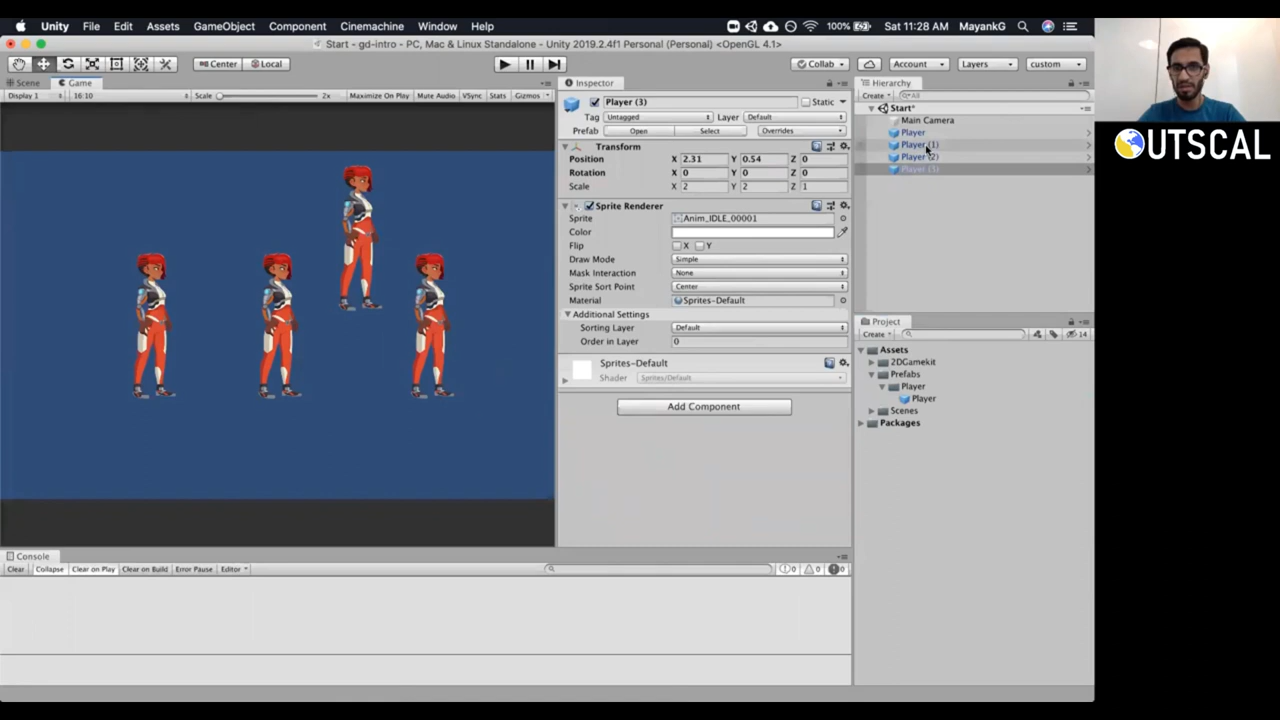 Unity File Edit Assets GameObject Component Cinemachine Window Help 100% Sat 11:28 AM MayankG
Start - gd-intro - PC, Mac & Linux Standalone - Unity 2019.2.4f1 Personal (Personal) <OpenGL 4.1>
Center Local Collab Account Layers custom
Scene Game
Display 1 16:10 Scale 2x Maximize On Play Mute Audio VSync Stats Gizmos
Inspector
Player (3) Static
Tag Untagged Layer Default
Prefab Open Select Overrides
Transform
Position X 2.31 Y 0.54 Z 0
Rotation X 0 Y 0 Z 0
Scale X 2 Y 2 Z 1
Sprite Renderer
Sprite Anim_IDLE_00001
Color
Flip X Y
Draw Mode Simple
Mask Interaction None
Sprite Sort Point Center
Material Sprites-Default
Additional Settings
Sorting Layer Default
Order in Layer 0
Sprites-Default
Shader Sprites/Default
Add Component
Hierarchy
Create All
Start*
Main Camera
Player
Player (1)
Player (2)
Player (3)
Project
Create 14
Assets
2DGamekit
Prefabs
Player
Player
Scenes
Packages
Console
Clear Collapse Clear on Play Clear on Build Error Pause Editor 0 0 0
OUTSCAL